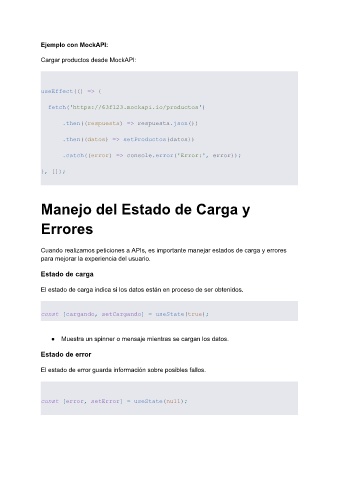 Ejemplo con MockAPI:
Cargar productos desde MockAPI:
useEffect(() => {
fetch('https://63f123.mockapi.io/productos')
.then((respuesta) => respuesta.json())
.then((datos) => setProductos(datos))
.catch((error) => console.error('Error:', error));
}, []);
Manejo del Estado de Carga y
Errores
Cuando realizamos peticiones a APIs, es importante manejar estados de carga y errores
para mejorar la experiencia del usuario.
Estado de carga
El estado de carga indica si los datos están en proceso de ser obtenidos.
const [cargando, setCargando] = useState(true);
● Muestra un spinner o mensaje mientras se cargan los datos.
Estado de error
El estado de error guarda información sobre posibles fallos.
const [error, setError] = useState(null);